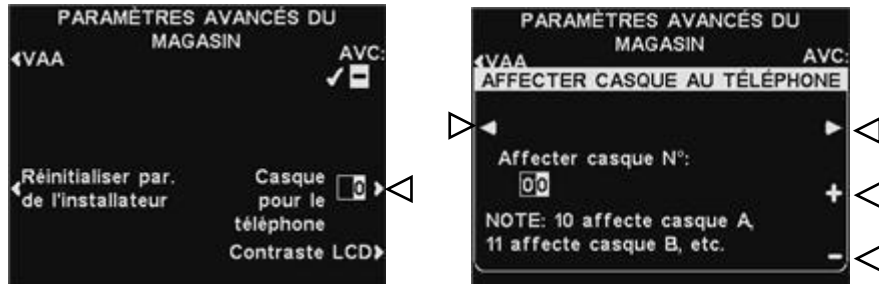 PARAMÈTRES AVANCÉS DU
MAGASIN
VAA
AVC:
Réinitialiser par.
de l'installateur
Casque
pour le
téléphone
0
Contraste LCD
PARAMÈTRES AVANCÉS DU
MAGASIN
VAA
AVC:
AFFECTER CASQUE AU TÉLÉPHONE
Affecter casque N°:
00
+
NOTE: 10 affecte casque A,
11 affecte casque B, etc.
-